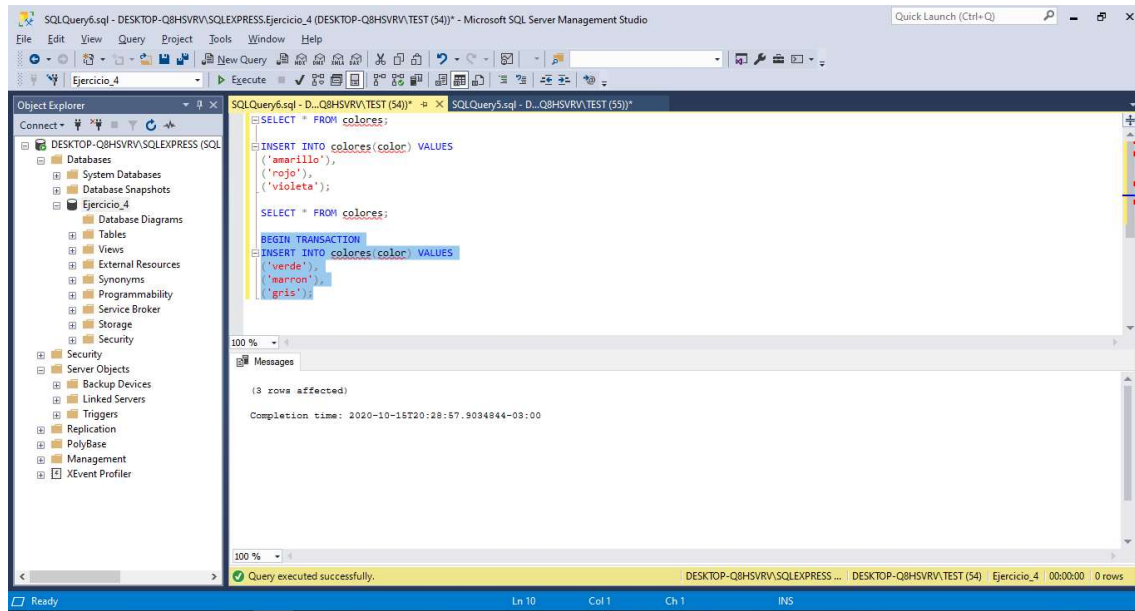 SQLQuery6.sql - DESKTOP-Q8HSVRV\SQLEXPRESS.Ejercicio_4 (DESKTOP-Q8HSVRV\TEST (54))* - Microsoft SQL Server Management Studio
Quick Launch (Ctrl+Q)
File Edit View Query Project Tools Window Help
New Query
Ejercicio_4
Execute
Object Explorer
SQLQuery6.sql - D...Q8HSVRV\TEST (54))*
SQLQuery5.sql - D...Q8HSVRV\TEST (55))*
Connect
DESKTOP-Q8HSVRV\SQLEXPRESS (SQL
Databases
System Databases
Database Snapshots
Ejercicio_4
Database Diagrams
Tables
Views
External Resources
Synonyms
Programmability
Service Broker
Storage
Security
Security
Server Objects
Backup Devices
Linked Servers
Triggers
Replication
PolyBase
Management
XEvent Profiler
SELECT * FROM colores;
INSERT INTO colores(color) VALUES
('amarillo'),
('rojo'),
('violeta');
SELECT * FROM colores;
BEGIN TRANSACTION
INSERT INTO colores(color) VALUES
('verde'),
('marron'),
('gris');
100 %
Messages
(3 rows affected)
Completion time: 2020-10-15T20:28:57.9034844-03:00
100 %
Query executed successfully.
DESKTOP-Q8HSVRV\SQLEXPRESS ...
DESKTOP-Q8HSVRV\TEST (54)
Ejercicio_4
00:00:00
0 rows
Ready
Ln 10
Col 1
Ch 1
INS